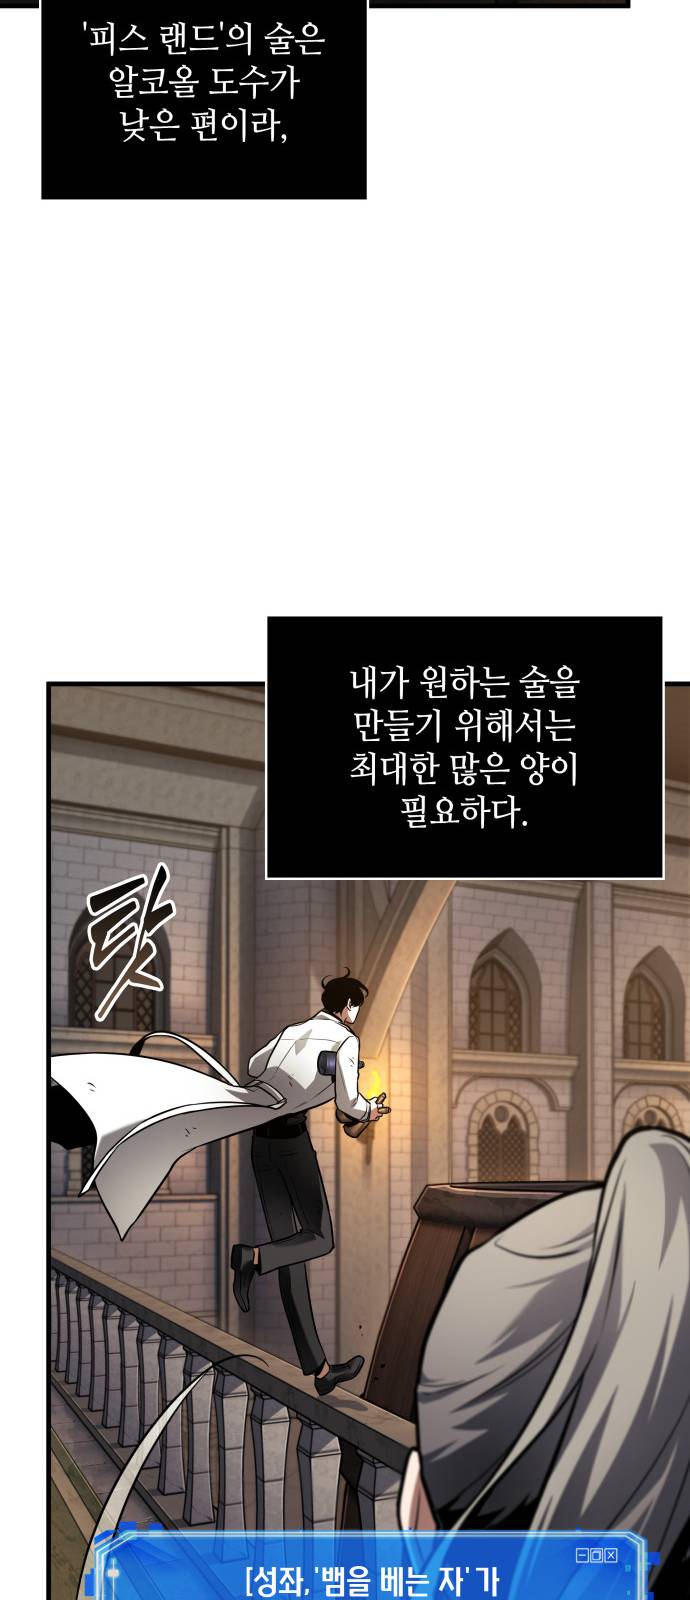 '피스 랜드'의 술은
알코올 도수가
낮은 편이라,
내가 원하는 술을
만들기 위해서는
최대한 많은 양이
필요하다.
탓
[성좌, '뱀을 베는 자'가